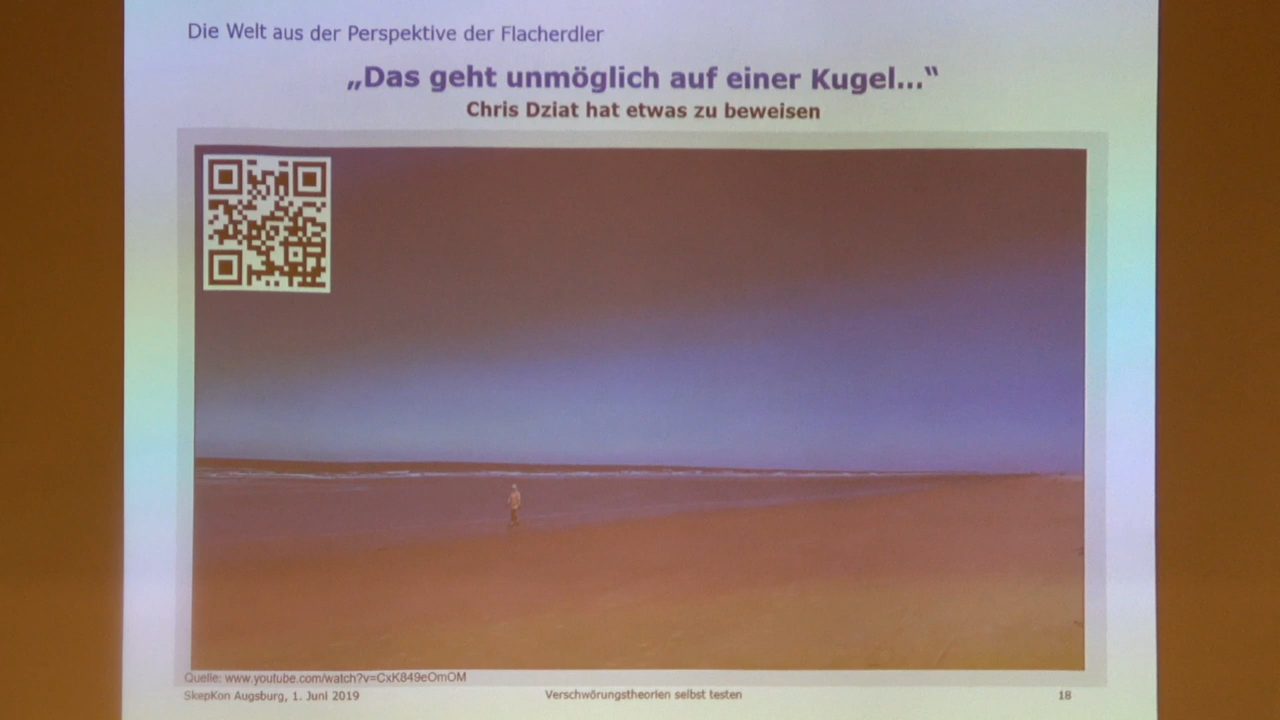 Die Welt aus der Perspektive der Flacherdler
„Das geht unmöglich auf einer Kugel...“
Chris Dziat hat etwas zu beweisen
Quelle: www.youtube.com/watch?v=CxK849eOmOM
SkepKon Augsburg, 1. Juni 2019 Verschwörungstheorien selbst testen 18